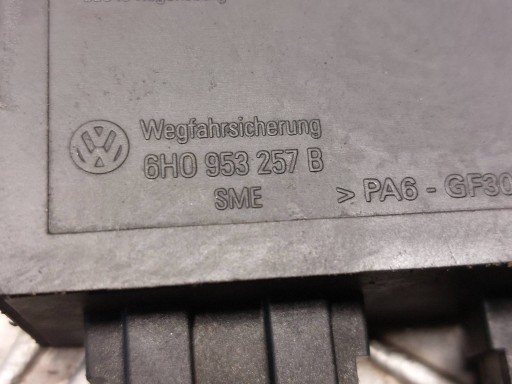 Wegfahrsicherung
6H0 953 257 B
SME
> PA6 - GF30